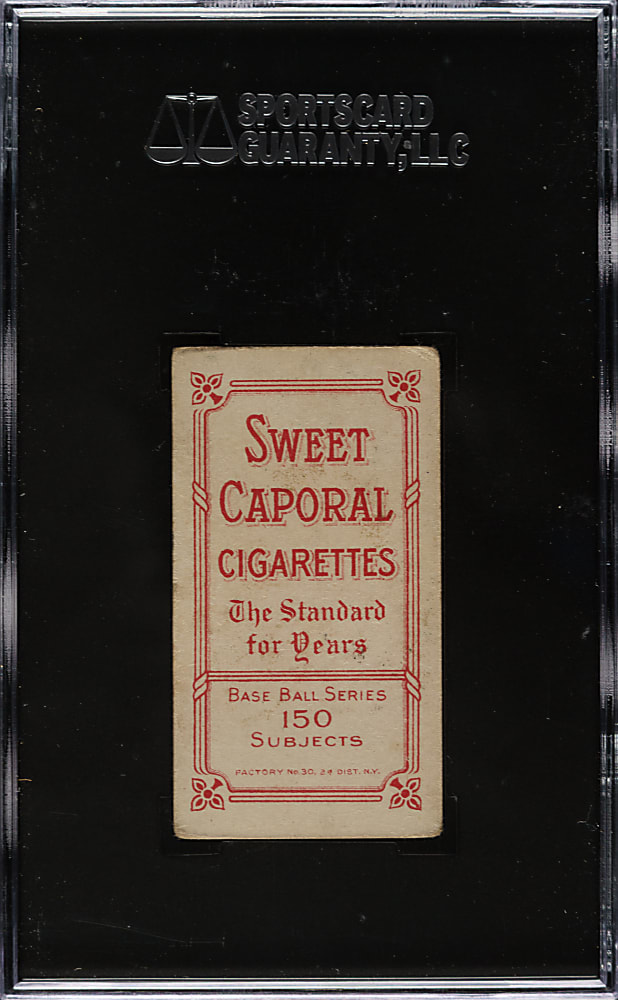 SPORTSCARD
GUARANTY, LLC
SWEET
CAPORAL
CIGARETTES
The Standard
for Years
BASE BALL SERIES
150
SUBJECTS
FACTORY No. 30. 2d DIST. N.Y.